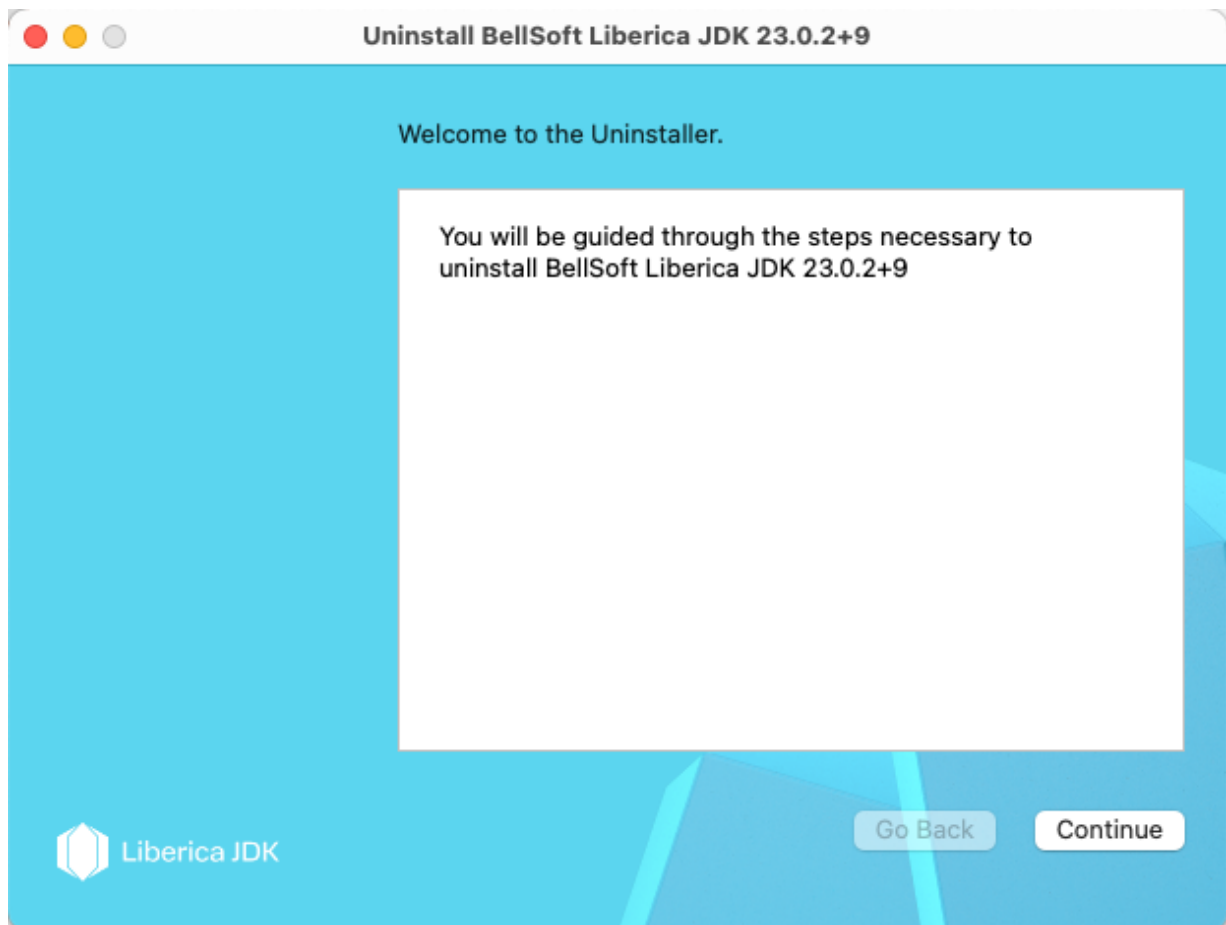 Uninstall BellSoft Liberica JDK 23.0.2+9
Welcome to the Uninstaller.
You will be guided through the steps necessary to
uninstall BellSoft Liberica JDK 23.0.2+9
Go Back
Continue
Liberica JDK